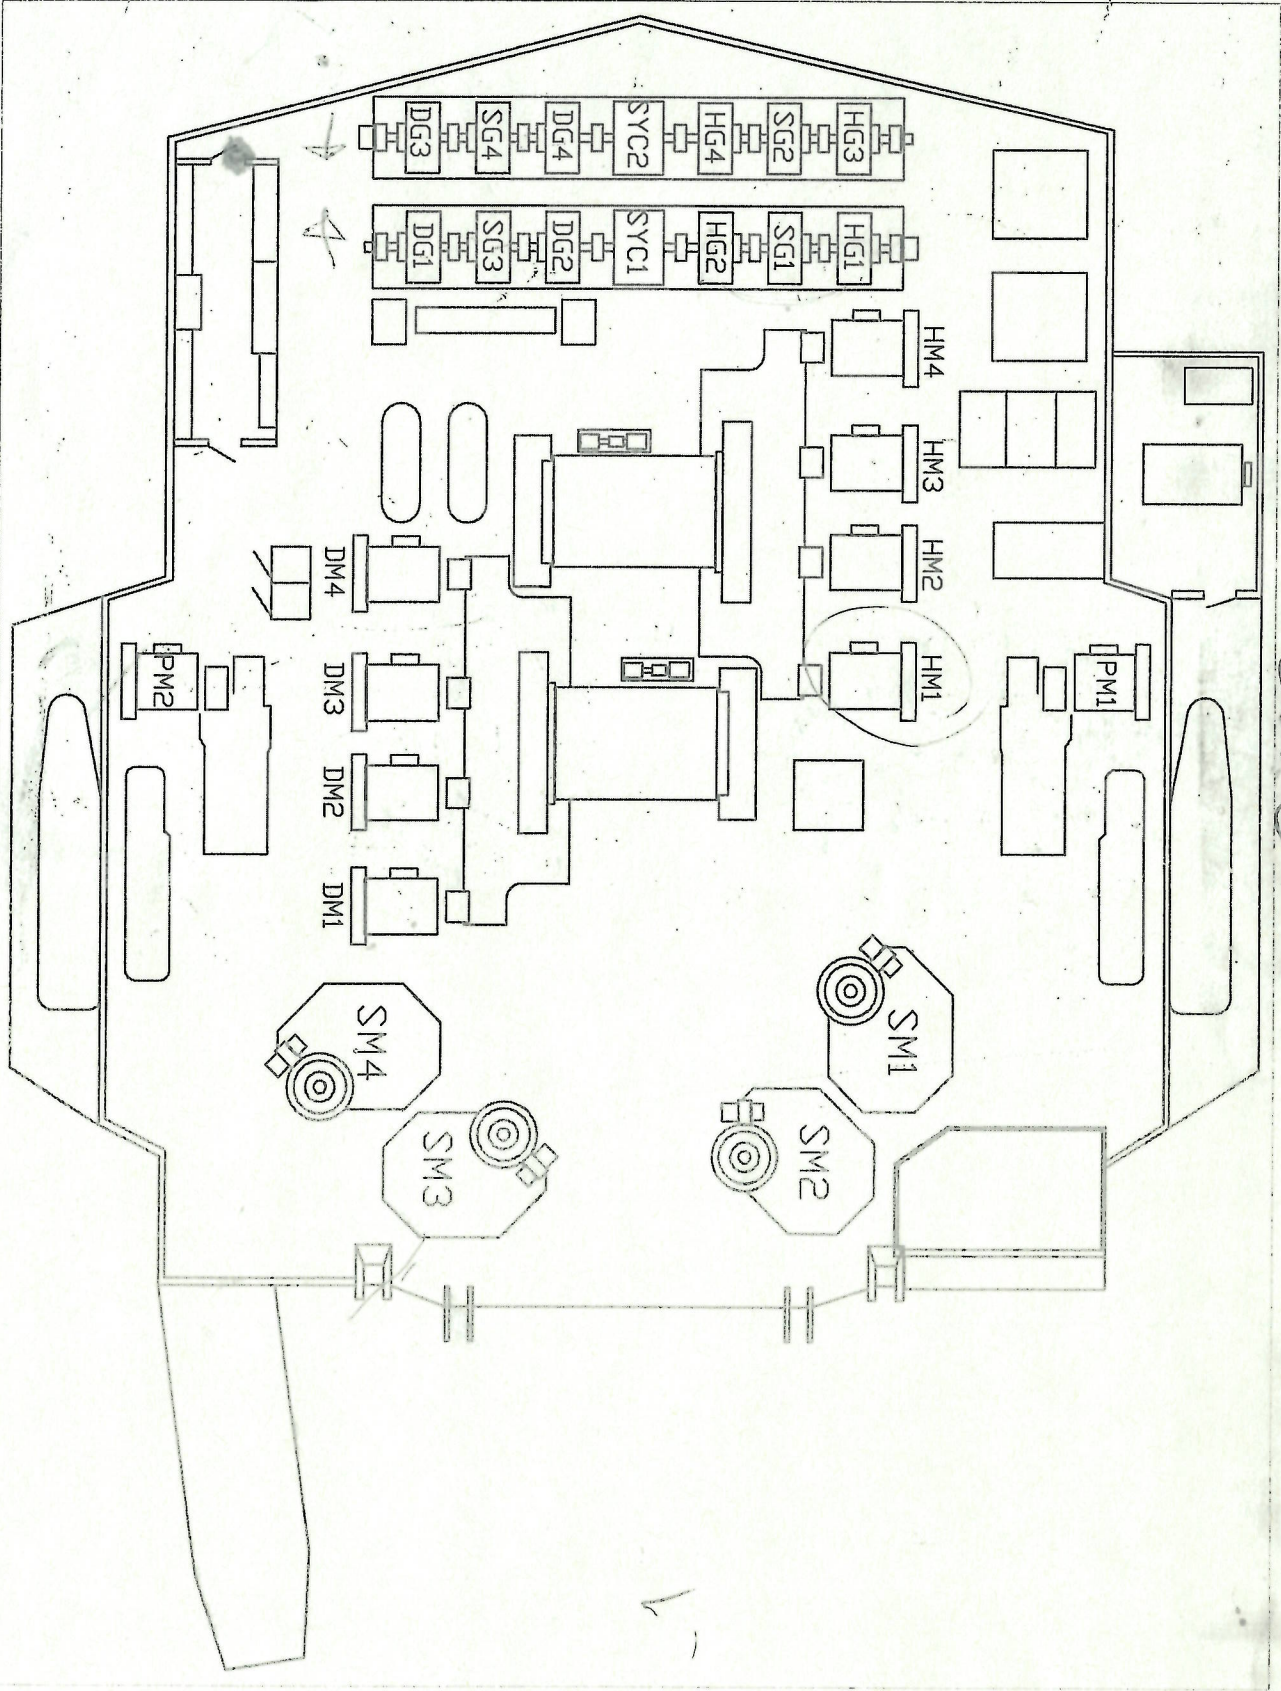 DG3 SG4 DG4 SYC2 HG4 SG2 HG3
DG1 SG3 DG2 SYC1 HG2 SG1 HG1
HM4
HM3
HM2
HM1
DM4
DM3
DM2
DM1
PM2
PM1
SM4
SM3
SM2
SM1